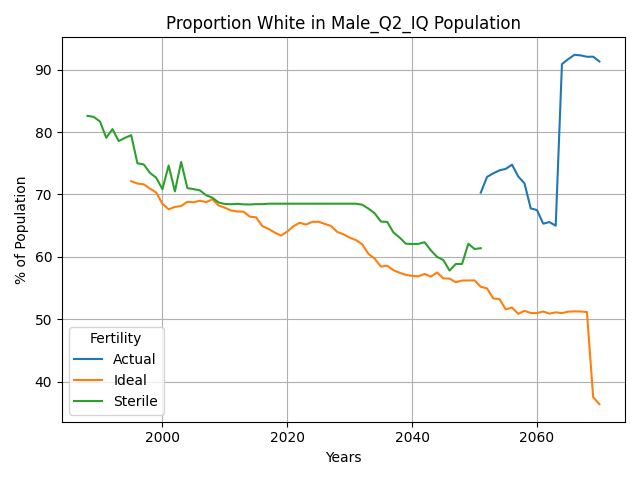 Proportion White in Male_Q2_IQ Population
% of Population
90
80
70
60
50
40
Fertility
Actual
Ideal
Sterile
2000
2020
2040
2060
Years